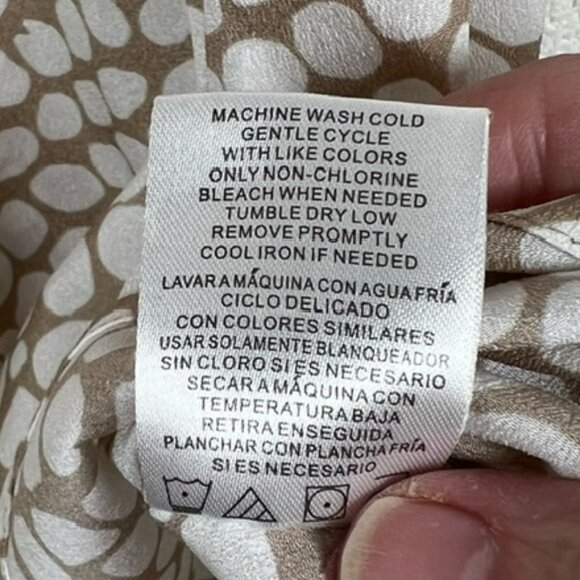 MACHINE WASH COLD
GENTLE CYCLE
WITH LIKE COLORS
ONLY NON-CHLORINE
BLEACH WHEN NEEDED
TUMBLE DRY LOW
REMOVE PROMPTLY
COOL IRON IF NEEDED
LAVAR A MÁQUINA CON AGUA FRÍA
CICLO DELICADO
CON COLORES SIMILARES
USAR SOLAMENTE BLANQUEADOR
SIN CLORO SI ES NECESARIO
SECAR A MÁQUINA CON
TEMPERATURA BAJA
RETIRA ENSEGUIDA
PLANCHAR CON PLANCHA FRÍA
SI ES NECESARIO